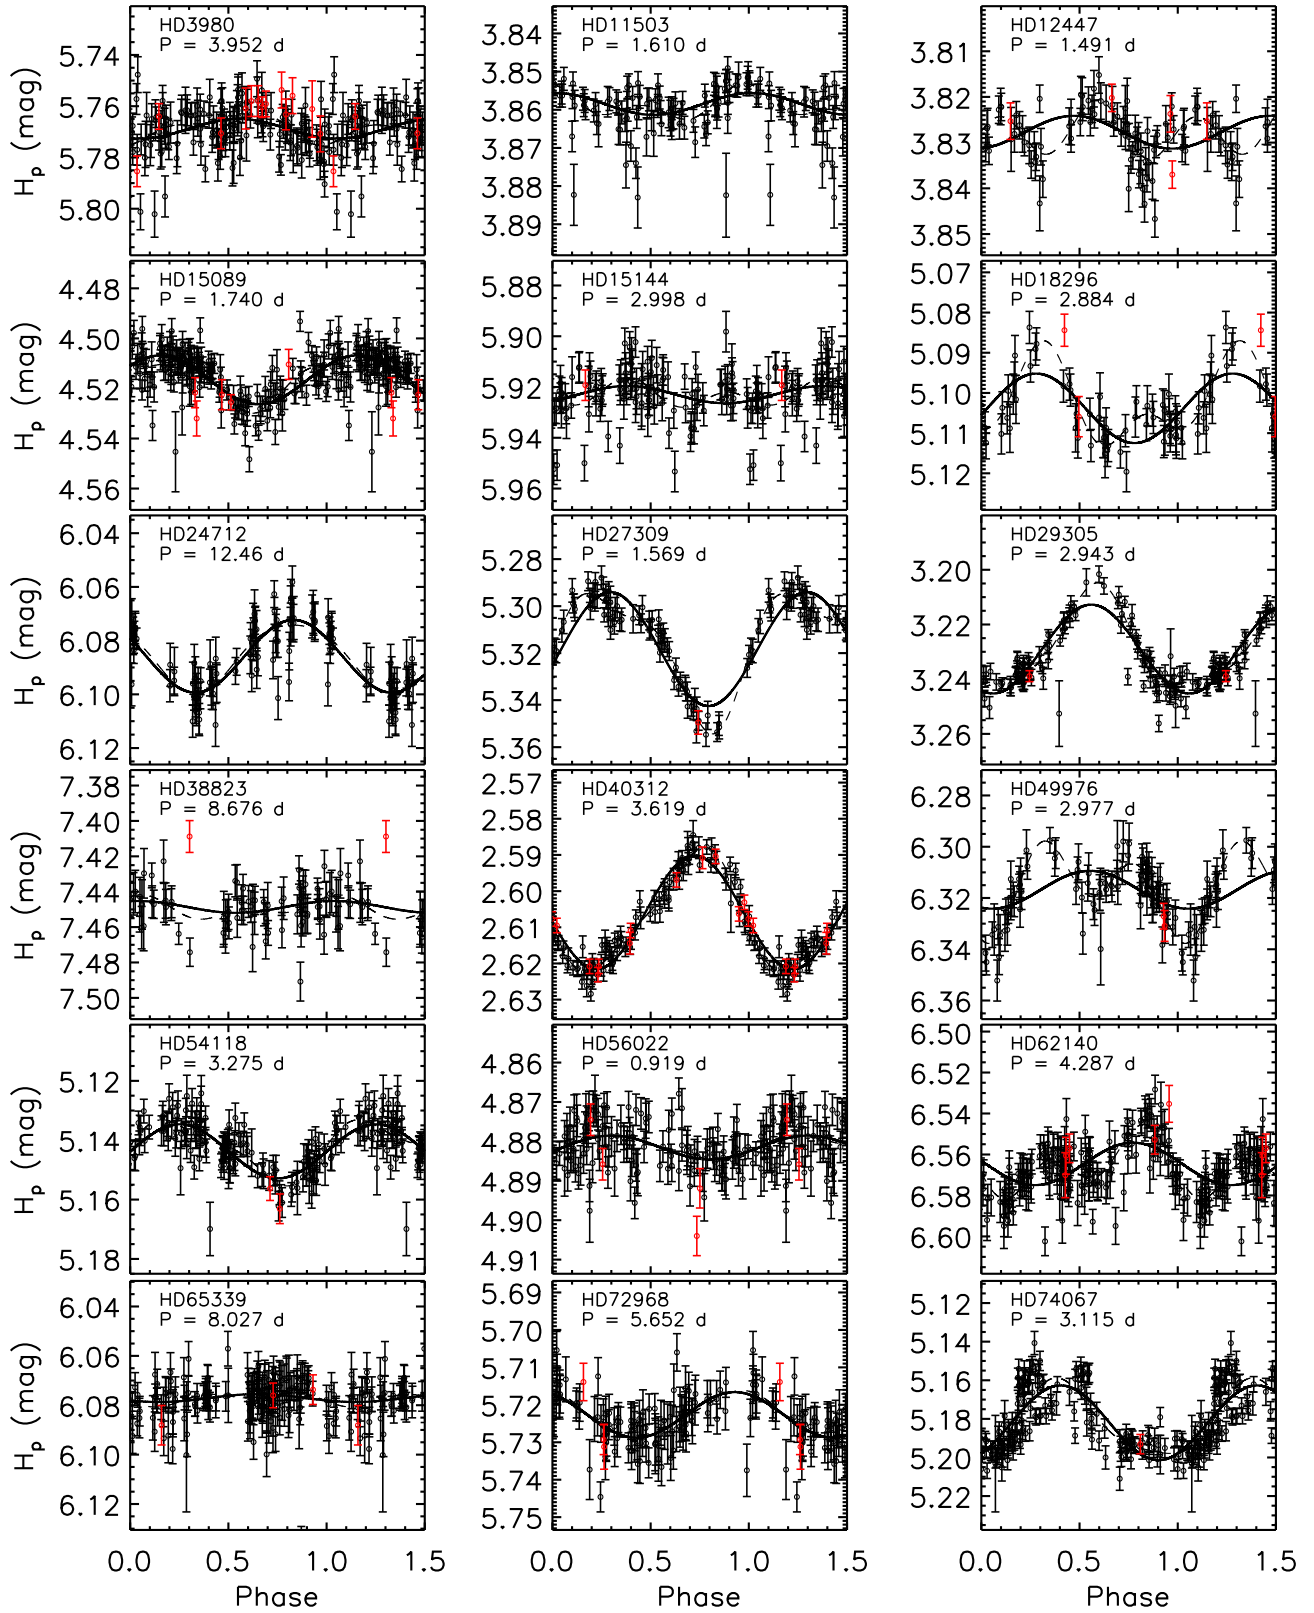 HD3980
P = 3.952 d
HD11503
P = 1.610 d
HD12447
P = 1.491 d
5.74
5.76
5.78
5.80
H_p (mag)
3.84
3.85
3.86
3.87
3.88
3.89
3.81
3.82
3.83
3.84
3.85
HD15089
P = 1.740 d
HD15144
P = 2.998 d
HD18296
P = 2.884 d
4.48
4.50
4.52
4.54
4.56
H_p (mag)
5.88
5.90
5.92
5.94
5.96
5.07
5.08
5.09
5.10
5.11
5.12
HD24712
P = 12.46 d
HD27309
P = 1.569 d
HD29305
P = 2.943 d
6.04
6.06
6.08
6.10
6.12
H_p (mag)
5.28
5.30
5.32
5.34
5.36
3.20
3.22
3.24
3.26
HD38823
P = 8.676 d
HD40312
P = 3.619 d
HD49976
P = 2.977 d
7.38
7.40
7.42
7.44
7.46
7.48
7.50
H_p (mag)
2.57
2.58
2.59
2.60
2.61
2.62
2.63
6.28
6.30
6.32
6.34
6.36
HD54118
P = 3.275 d
HD56022
P = 0.919 d
HD62140
P = 4.287 d
5.12
5.14
5.16
5.18
H_p (mag)
4.86
4.87
4.88
4.89
4.90
4.91
6.50
6.52
6.54
6.56
6.58
6.60
HD65339
P = 8.027 d
HD72968
P = 5.652 d
HD74067
P = 3.115 d
6.04
6.06
6.08
6.10
6.12
H_p (mag)
5.69
5.70
5.71
5.72
5.73
5.74
5.75
5.12
5.14
5.16
5.18
5.20
5.22
0.0 0.5 1.0 1.5
0.0 0.5 1.0 1.5
0.0 0.5 1.0 1.5
Phase
Phase
Phase